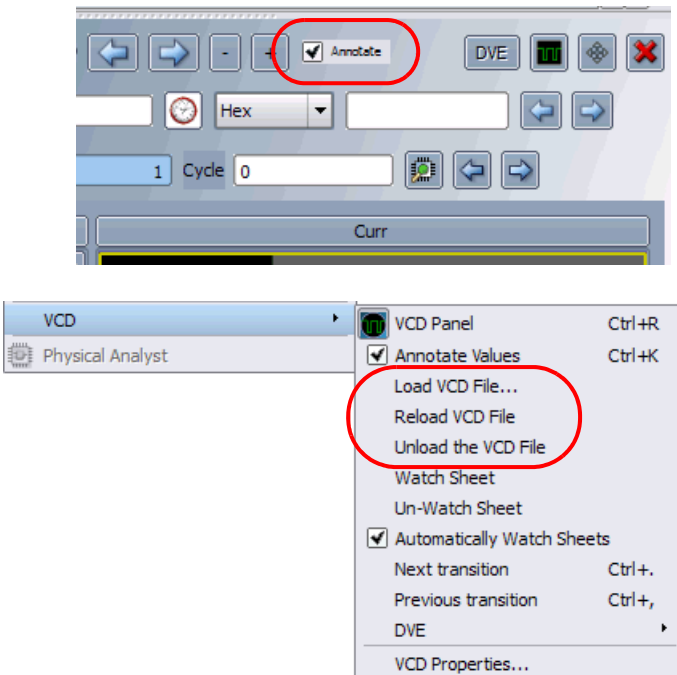 - + Annotate DVE
Hex
1 Cycle 0
Curr
VCD
Physical Analyst
VCD Panel Ctrl+R
Annotate Values Ctrl+K
Load VCD File...
Reload VCD File
Unload the VCD File
Watch Sheet
Un-Watch Sheet
Automatically Watch Sheets
Next transition Ctrl+.
Previous transition Ctrl+,
DVE
VCD Properties...